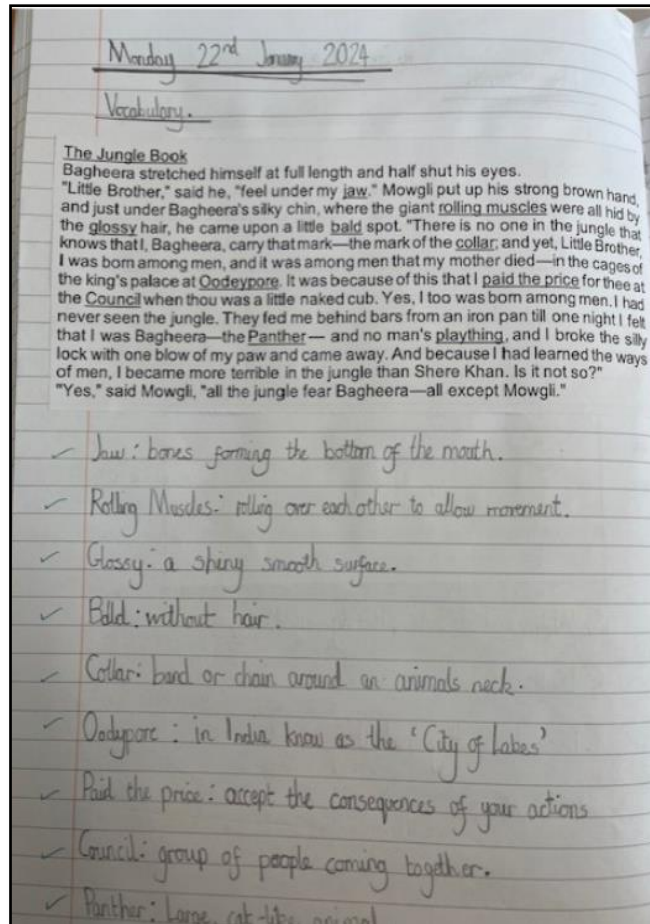 Monday 22nd January 2024
Vocabulary.
The Jungle Book
Bagheera stretched himself at full length and half shut his eyes.
"Little Brother," said he, "feel under my jaw." Mowgli put up his strong brown hand,
and just under Bagheera's silky chin, where the giant rolling muscles were all hid by
the glossy hair, he came upon a little bald spot. "There is no one in the jungle that
knows that I, Bagheera, carry that mark—the mark of the collar; and yet, Little Brother,
I was born among men, and it was among men that my mother died—in the cages of
the king's palace at Oodeypore. It was because of this that I paid the price for thee at
the Council when thou was a little naked cub. Yes, I too was born among men. I had
never seen the jungle. They fed me behind bars from an iron pan till one night I felt
that I was Bagheera—the Panther— and no man's plaything, and I broke the silly
lock with one blow of my paw and came away. And because I had learned the ways
of men, I became more terrible in the jungle than Shere Khan. Is it not so?"
"Yes," said Mowgli, "all the jungle fear Bagheera—all except Mowgli."
Jaw: bones forming the bottom of the mouth.
Rolling Muscles: rolling over each other to allow movement.
Glossy: a shiny smooth surface.
Bald: without hair.
Collar: band or chain around an animals neck.
Oodypore: in India know as the 'City of Lakes'
Paid the price: accept the consequences of your actions
Council: group of people coming together.
Panther: Large, cat-like animal